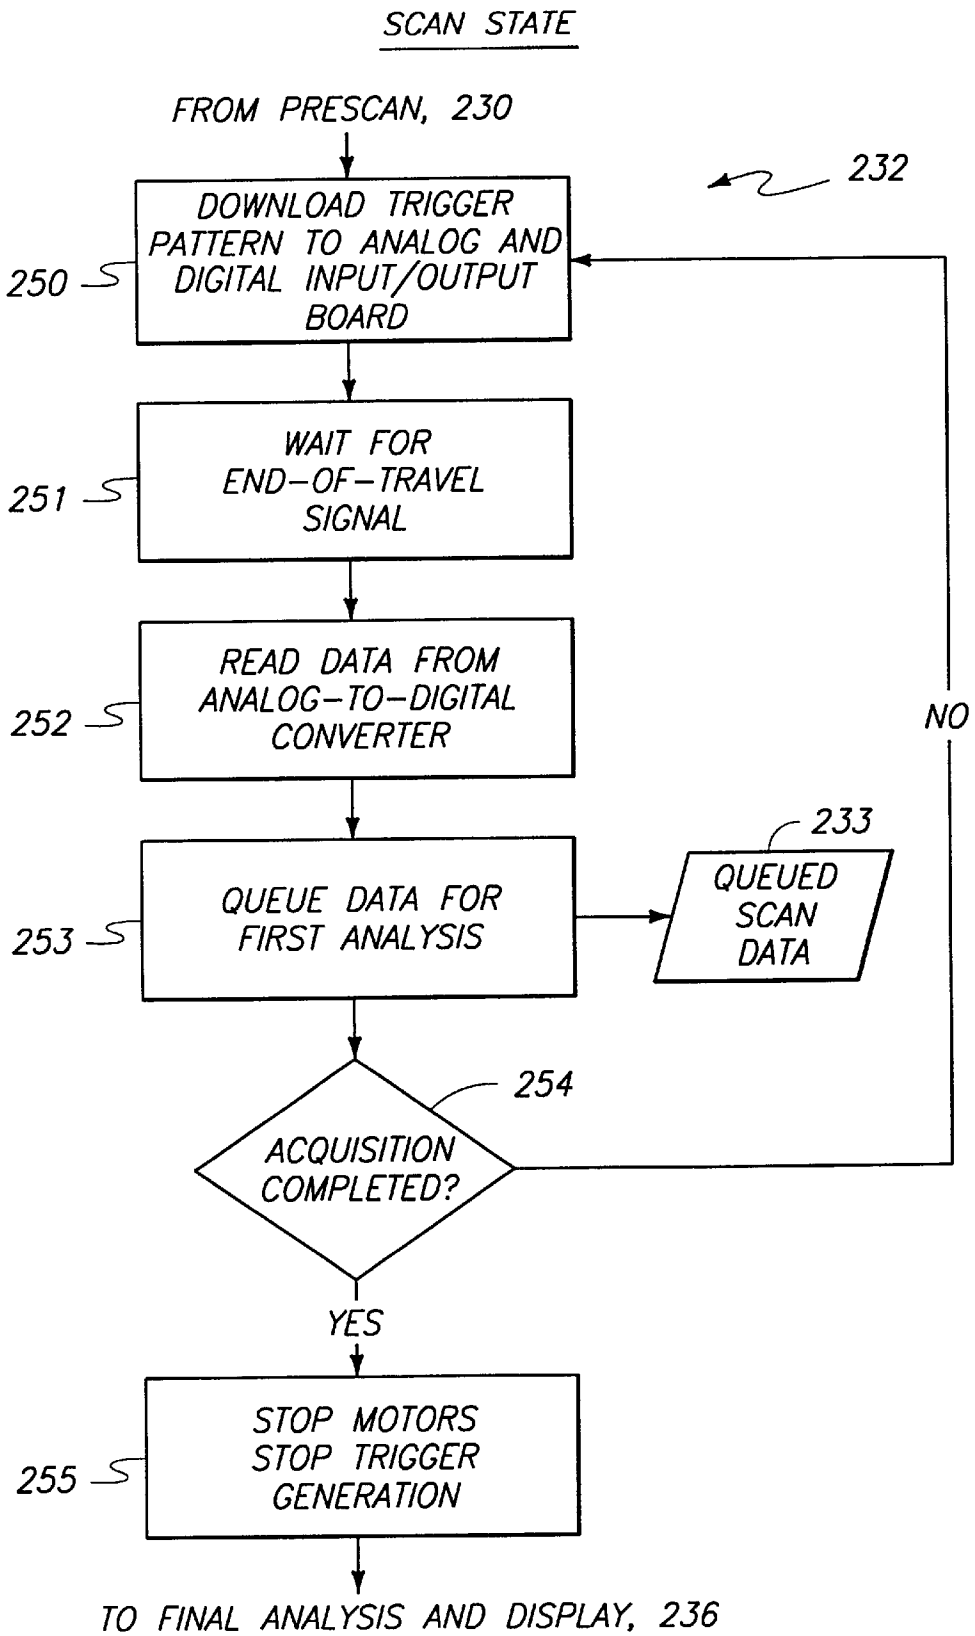 SCAN STATE
FROM PRESCAN, 230
232
DOWNLOAD TRIGGER
PATTERN TO ANALOG AND
DIGITAL INPUT/OUTPUT
BOARD
250
WAIT FOR
END-OF-TRAVEL
SIGNAL
251
READ DATA FROM
ANALOG-TO-DIGITAL
CONVERTER
252
NO
233
QUEUE DATA FOR
FIRST ANALYSIS
253
QUEUED
SCAN
DATA
254
ACQUISITION
COMPLETED?
YES
STOP MOTORS
STOP TRIGGER
GENERATION
255
TO FINAL ANALYSIS AND DISPLAY, 236